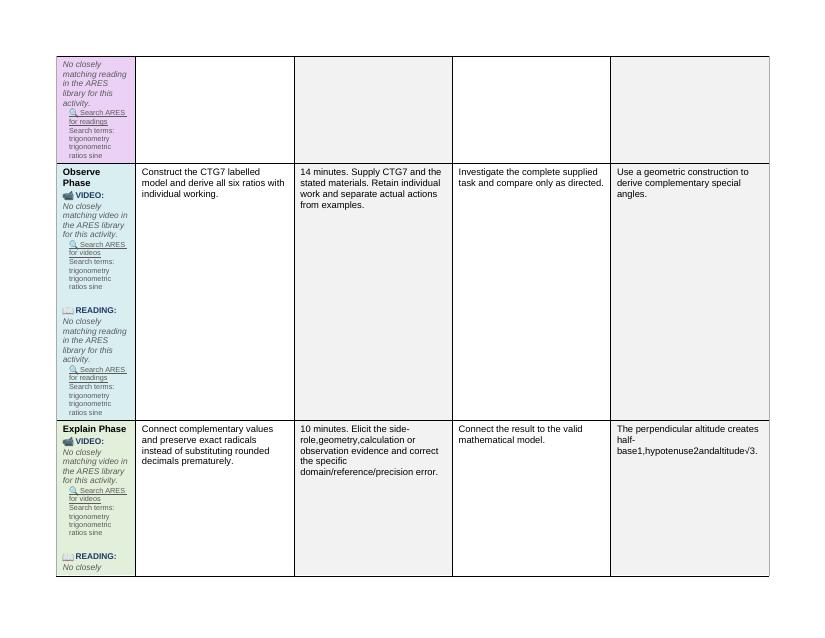 No closely
matching reading
in the ARES
library for this
activity.
🔍 Search ARES
for readings
Search terms:
trigonometry
trigonometric
ratios sine
Observe
Phase
📹 VIDEO:
No closely
matching video in
the ARES library
for this activity.
🔍 Search ARES
for videos
Search terms:
trigonometry
trigonometric
ratios sine
📖 READING:
No closely
matching reading
in the ARES
library for this
activity.
🔍 Search ARES
for readings
Search terms:
trigonometry
trigonometric
ratios sine
Construct the CTG7 labelled
model and derive all six ratios with
individual working.
14 minutes. Supply CTG7 and the
stated materials. Retain individual
work and separate actual actions
from examples.
Investigate the complete supplied
task and compare only as directed.
Use a geometric construction to
derive complementary special
angles.
Explain Phase
📹 VIDEO:
No closely
matching video in
the ARES library
for this activity.
🔍 Search ARES
for videos
Search terms:
trigonometry
trigonometric
ratios sine
📖 READING:
No closely
Connect complementary values
and preserve exact radicals
instead of substituting rounded
decimals prematurely.
10 minutes. Elicit the side-
role,geometry,calculation or
observation evidence and correct
the specific
domain/reference/precision error.
Connect the result to the valid
mathematical model.
The perpendicular altitude creates
half-
base1,hypotenuse2andaltitude√3.